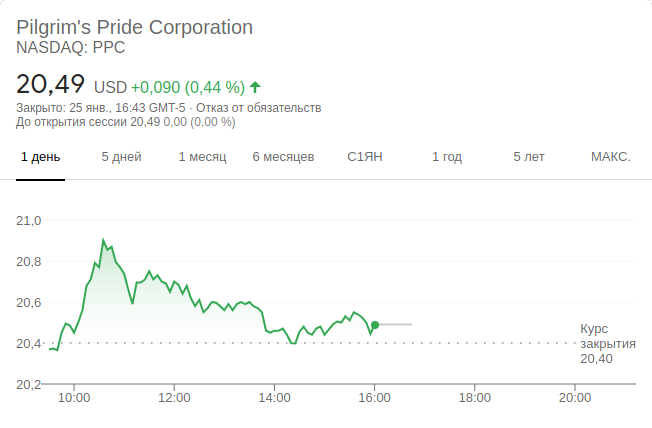 Pilgrim's Pride Corporation
NASDAQ: PPC
20,49 USD +0,090 (0,44 %)
Закрыто: 25 янв., 16:43 GMT-5 · Отказ от обязательств
До открытия сессии 20,49 0,00 (0,00 %)
1 день 5 дней 1 месяц 6 месяцев С1ЯН 1 год 5 лет МАКС.
21,0
20,8
20,6
20,4
20,2
Курс
закрытия
20,40
10:00 12:00 14:00 16:00 18:00 20:00